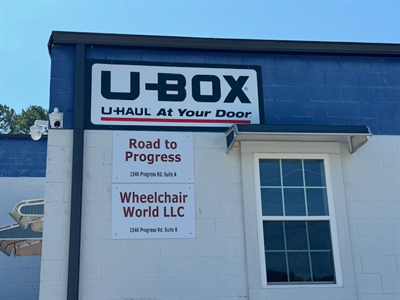 U-BOX
U-HAUL At Your Door
Road to
Progress
1546 Progress Rd. Suite A
Wheelchair
World LLC
1546 Progress Rd. Suite B